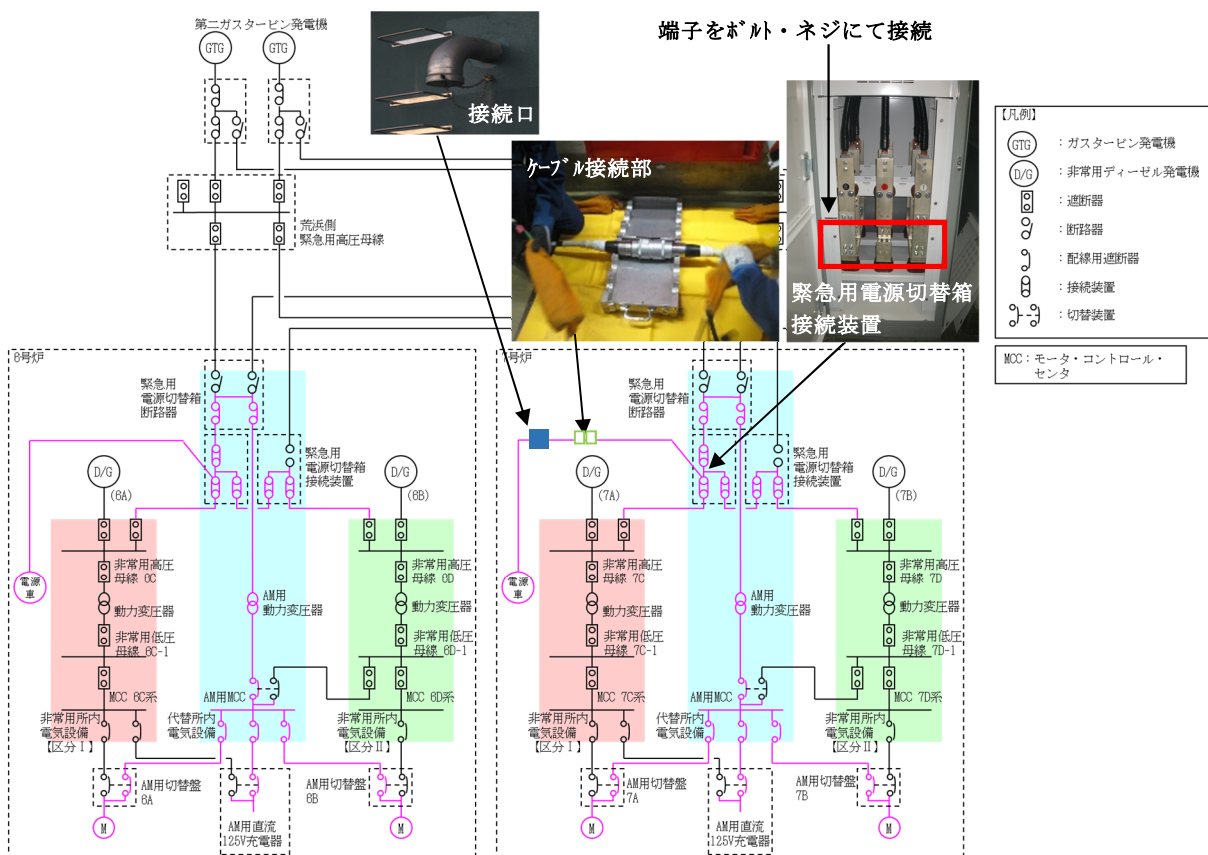 第二ガスタービン発電機
GTG
GTG
接続口
ｹｰﾌﾞﾙ接続部
端子をﾎﾞﾙﾄ・ネジにて接続
緊急用電源切替箱
接続装置
【凡例】
GTG
：ガスタービン発電機
D/G
：非常用ディーゼル発電機
：遮断器
：断路器
：配線用遮断器
：接続装置
：切替装置
MCC：モータ・コントロール・
センタ
荒浜側
緊急用高圧母線
6号炉
緊急用
電源切替箱
断路器
緊急用
電源切替箱
接続装置
D/G
(6A)
D/G
(6B)
電源
車
非常用高圧
母線 6C
動力変圧器
非常用低圧
母線 6C-1
MCC 6C系
非常用所内
電気設備
【区分Ⅰ】
AM用
動力変圧器
AM用MCC
代替所内
電気設備
非常用高圧
母線 6D
動力変圧器
非常用低圧
母線 6D-1
MCC 6D系
非常用所内
電気設備
【区分Ⅱ】
AM用切替盤
6A
AM用切替盤
6B
M
M
AM用直流
125V充電器
号炉
緊急用
電源切替箱
断路器
緊急用
電源切替箱
接続装置
D/G
(7A)
D/G
(7B)
電源
車
非常用高圧
母線 7C
動力変圧器
非常用低圧
母線 7C-1
MCC 7C系
非常用所内
電気設備
【区分Ⅰ】
AM用
動力変圧器
AM用MCC
代替所内
電気設備
非常用高圧
母線 7D
動力変圧器
非常用低圧
母線 7D-1
MCC 7D系
非常用所内
電気設備
【区分Ⅱ】
AM用切替盤
7A
AM用切替盤
7B
M
M
AM用直流
125V充電器